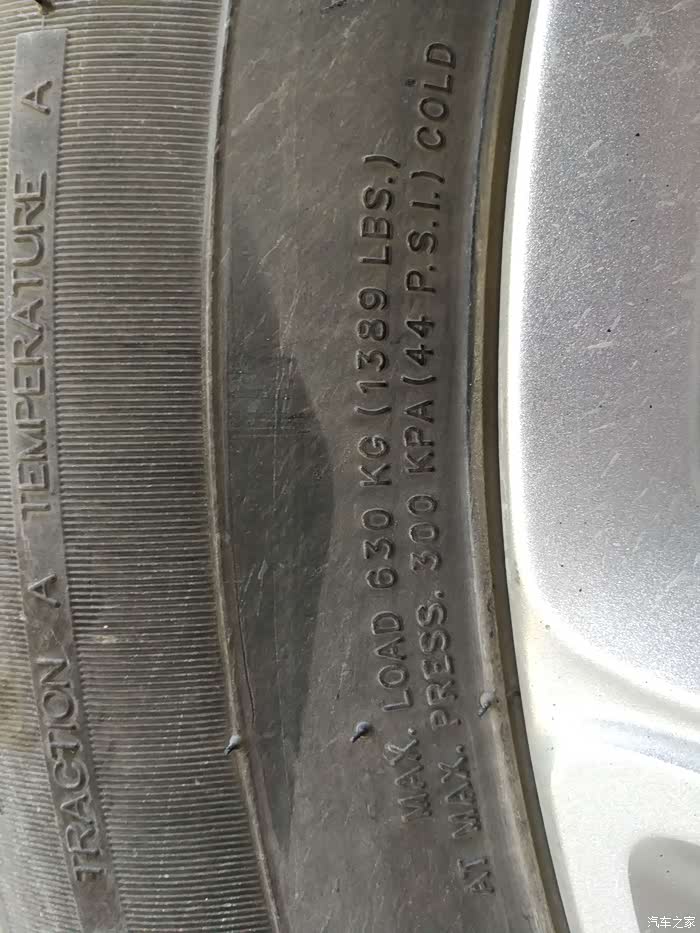 TRACTION A TEMPERATURE A
MAX. LOAD 630 KG (1389 LBS.)
AT MAX. PRESS. 300 KPA (44 P.S.I.) COLD
汽车之家